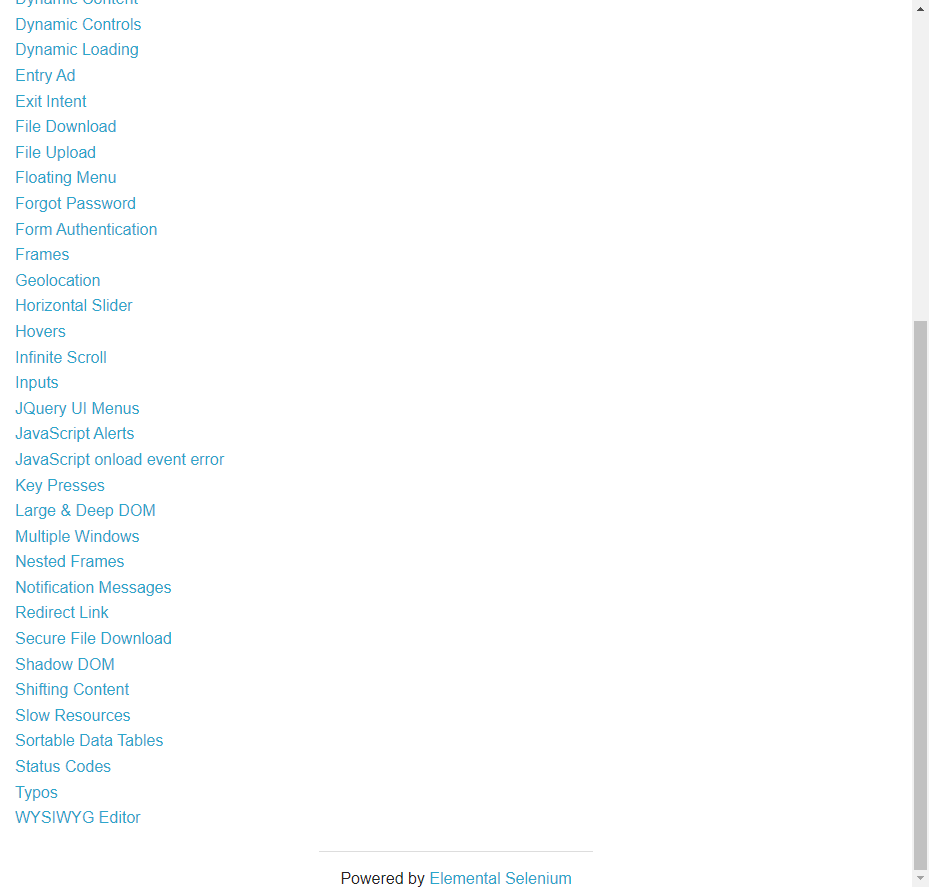 Dynamic Content
Dynamic Controls
Dynamic Loading
Entry Ad
Exit Intent
File Download
File Upload
Floating Menu
Forgot Password
Form Authentication
Frames
Geolocation
Horizontal Slider
Hovers
Infinite Scroll
Inputs
JQuery UI Menus
JavaScript Alerts
JavaScript onload event error
Key Presses
Large & Deep DOM
Multiple Windows
Nested Frames
Notification Messages
Redirect Link
Secure File Download
Shadow DOM
Shifting Content
Slow Resources
Sortable Data Tables
Status Codes
Typos
WYSIWYG Editor
Powered by Elemental Selenium